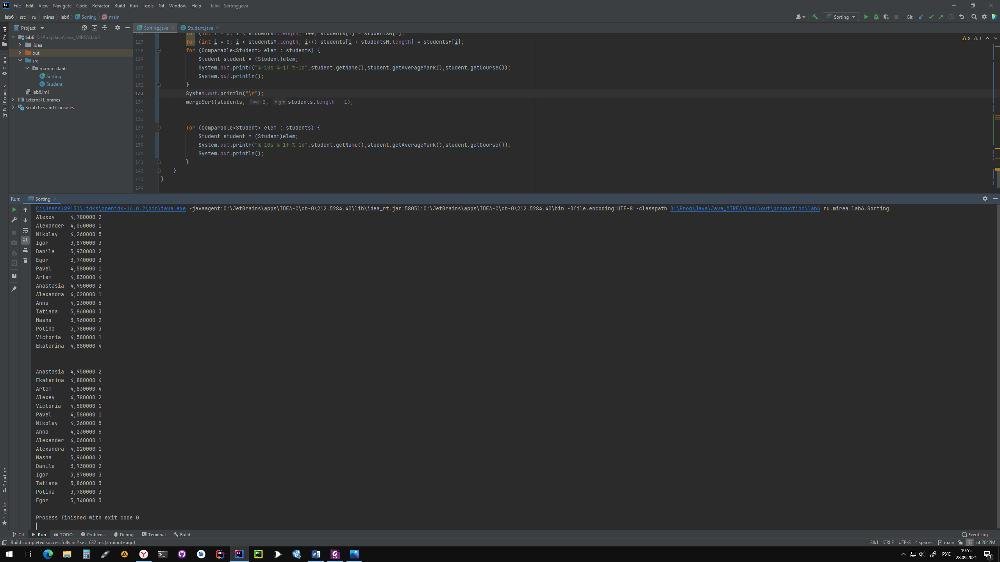 File Edit View Navigate Code Refactor Build Run Tools Git Window Help lab6 - Sorting.java
lab6 src ru mirea lab6 Sorting main
Sorting Git:
Project
Sorting.java Student.java
lab6 D:\Prog\Java\Java_MIREA\lab6
.idea
out
src
ru.mirea.lab6
Sorting
Student
lab6.iml
External Libraries
Scratches and Consoles
Project
Commit
Pull Requests
8 1
126 for (int i = 0; i < studentsM.length; i++) students[i] = studentsM[i];
127 for (int i = 0; i < studentsM.length; i++) students[i + studentsM.length] = studentsF[i];
128 for (Comparable<Student> elem : students) {
129 Student student = (Student)elem;
130 System.out.printf("%-10s %-1f %-1d",student.getName(),student.getAverageMark(),student.getCourse());
131 System.out.println();
132 }
133 System.out.println("\n");
134 mergeSort(students, low: 0, high: students.length - 1);
135
136
137 for (Comparable<Student> elem : students) {
138 Student student = (Student)elem;
139 System.out.printf("%-10s %-1f %-1d",student.getName(),student.getAverageMark(),student.getCourse());
140 System.out.println();
141 }
142 }
143 }
144
Run: Sorting
C:\Users\89151\.jdks\openjdk-16.0.2\bin\java.exe -javaagent:C:\JetBrains\apps\IDEA-C\ch-0\212.5284.40\lib\idea_rt.jar=58051:C:\JetBrains\apps\IDEA-C\ch-0\212.5284.40\bin -Dfile.encoding=UTF-8 -classpath D:\Prog\Java\Java_MIREA\lab6\out\production\lab6 ru.mirea.lab6.Sorting
Alexey 4,780000 2
Alexander 4,060000 1
Nikolay 4,260000 5
Igor 3,870000 3
Danila 3,930000 2
Egor 3,740000 3
Pavel 4,580000 1
Artem 4,830000 4
Anastasia 4,950000 2
Alexandra 4,020000 1
Anna 4,230000 5
Tatiana 3,860000 3
Masha 3,960000 2
Polina 3,780000 3
Victoria 4,580000 1
Ekaterina 4,880000 4
Anastasia 4,950000 2
Ekaterina 4,880000 4
Artem 4,830000 4
Alexey 4,780000 2
Victoria 4,580000 1
Pavel 4,580000 1
Nikolay 4,260000 5
Anna 4,230000 5
Alexander 4,060000 1
Alexandra 4,020000 1
Masha 3,960000 2
Danila 3,930000 2
Igor 3,870000 3
Tatiana 3,860000 3
Polina 3,780000 3
Egor 3,740000 3
Process finished with exit code 0
Structure
Favorites
Git Run TODO Problems Debug Terminal Build Event Log
Build completed successfully in 2 sec, 632 ms (a minute ago) 38:1 CRLF UTF-8 4 spaces main 371 of 2042M
РУС 19:55
28.09.2021
1